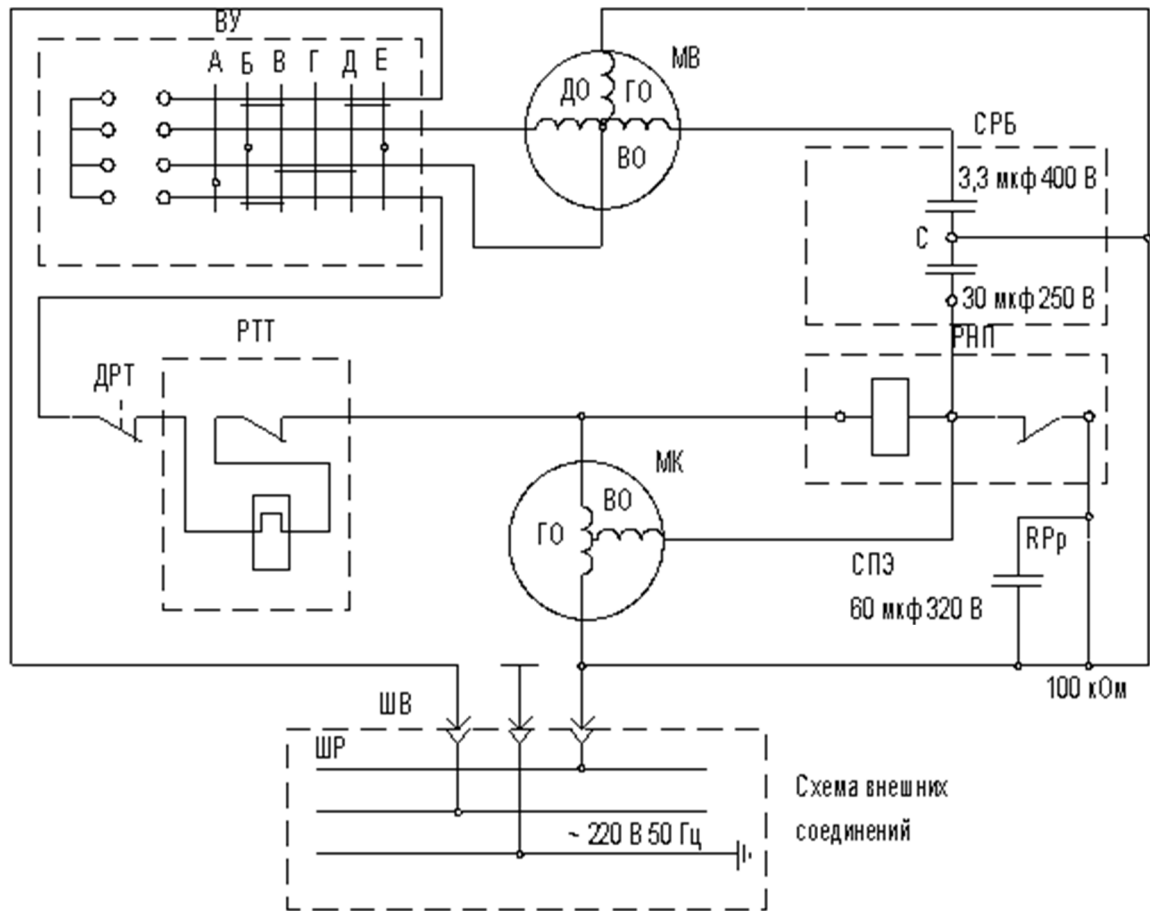 ВУ
А Б В Г Д Е
МВ
ДО ГО
ВО
СРБ
3,3 мкф 400 В
С
30 мкф 250 В
РТТ
РНП
ДРТ
МК
ВО
ГО
СПЭ
60 мкф 320 В
RPр
100 кОм
ШВ
ШР
~ 220 В 50 Гц
Схема внешних
соединений